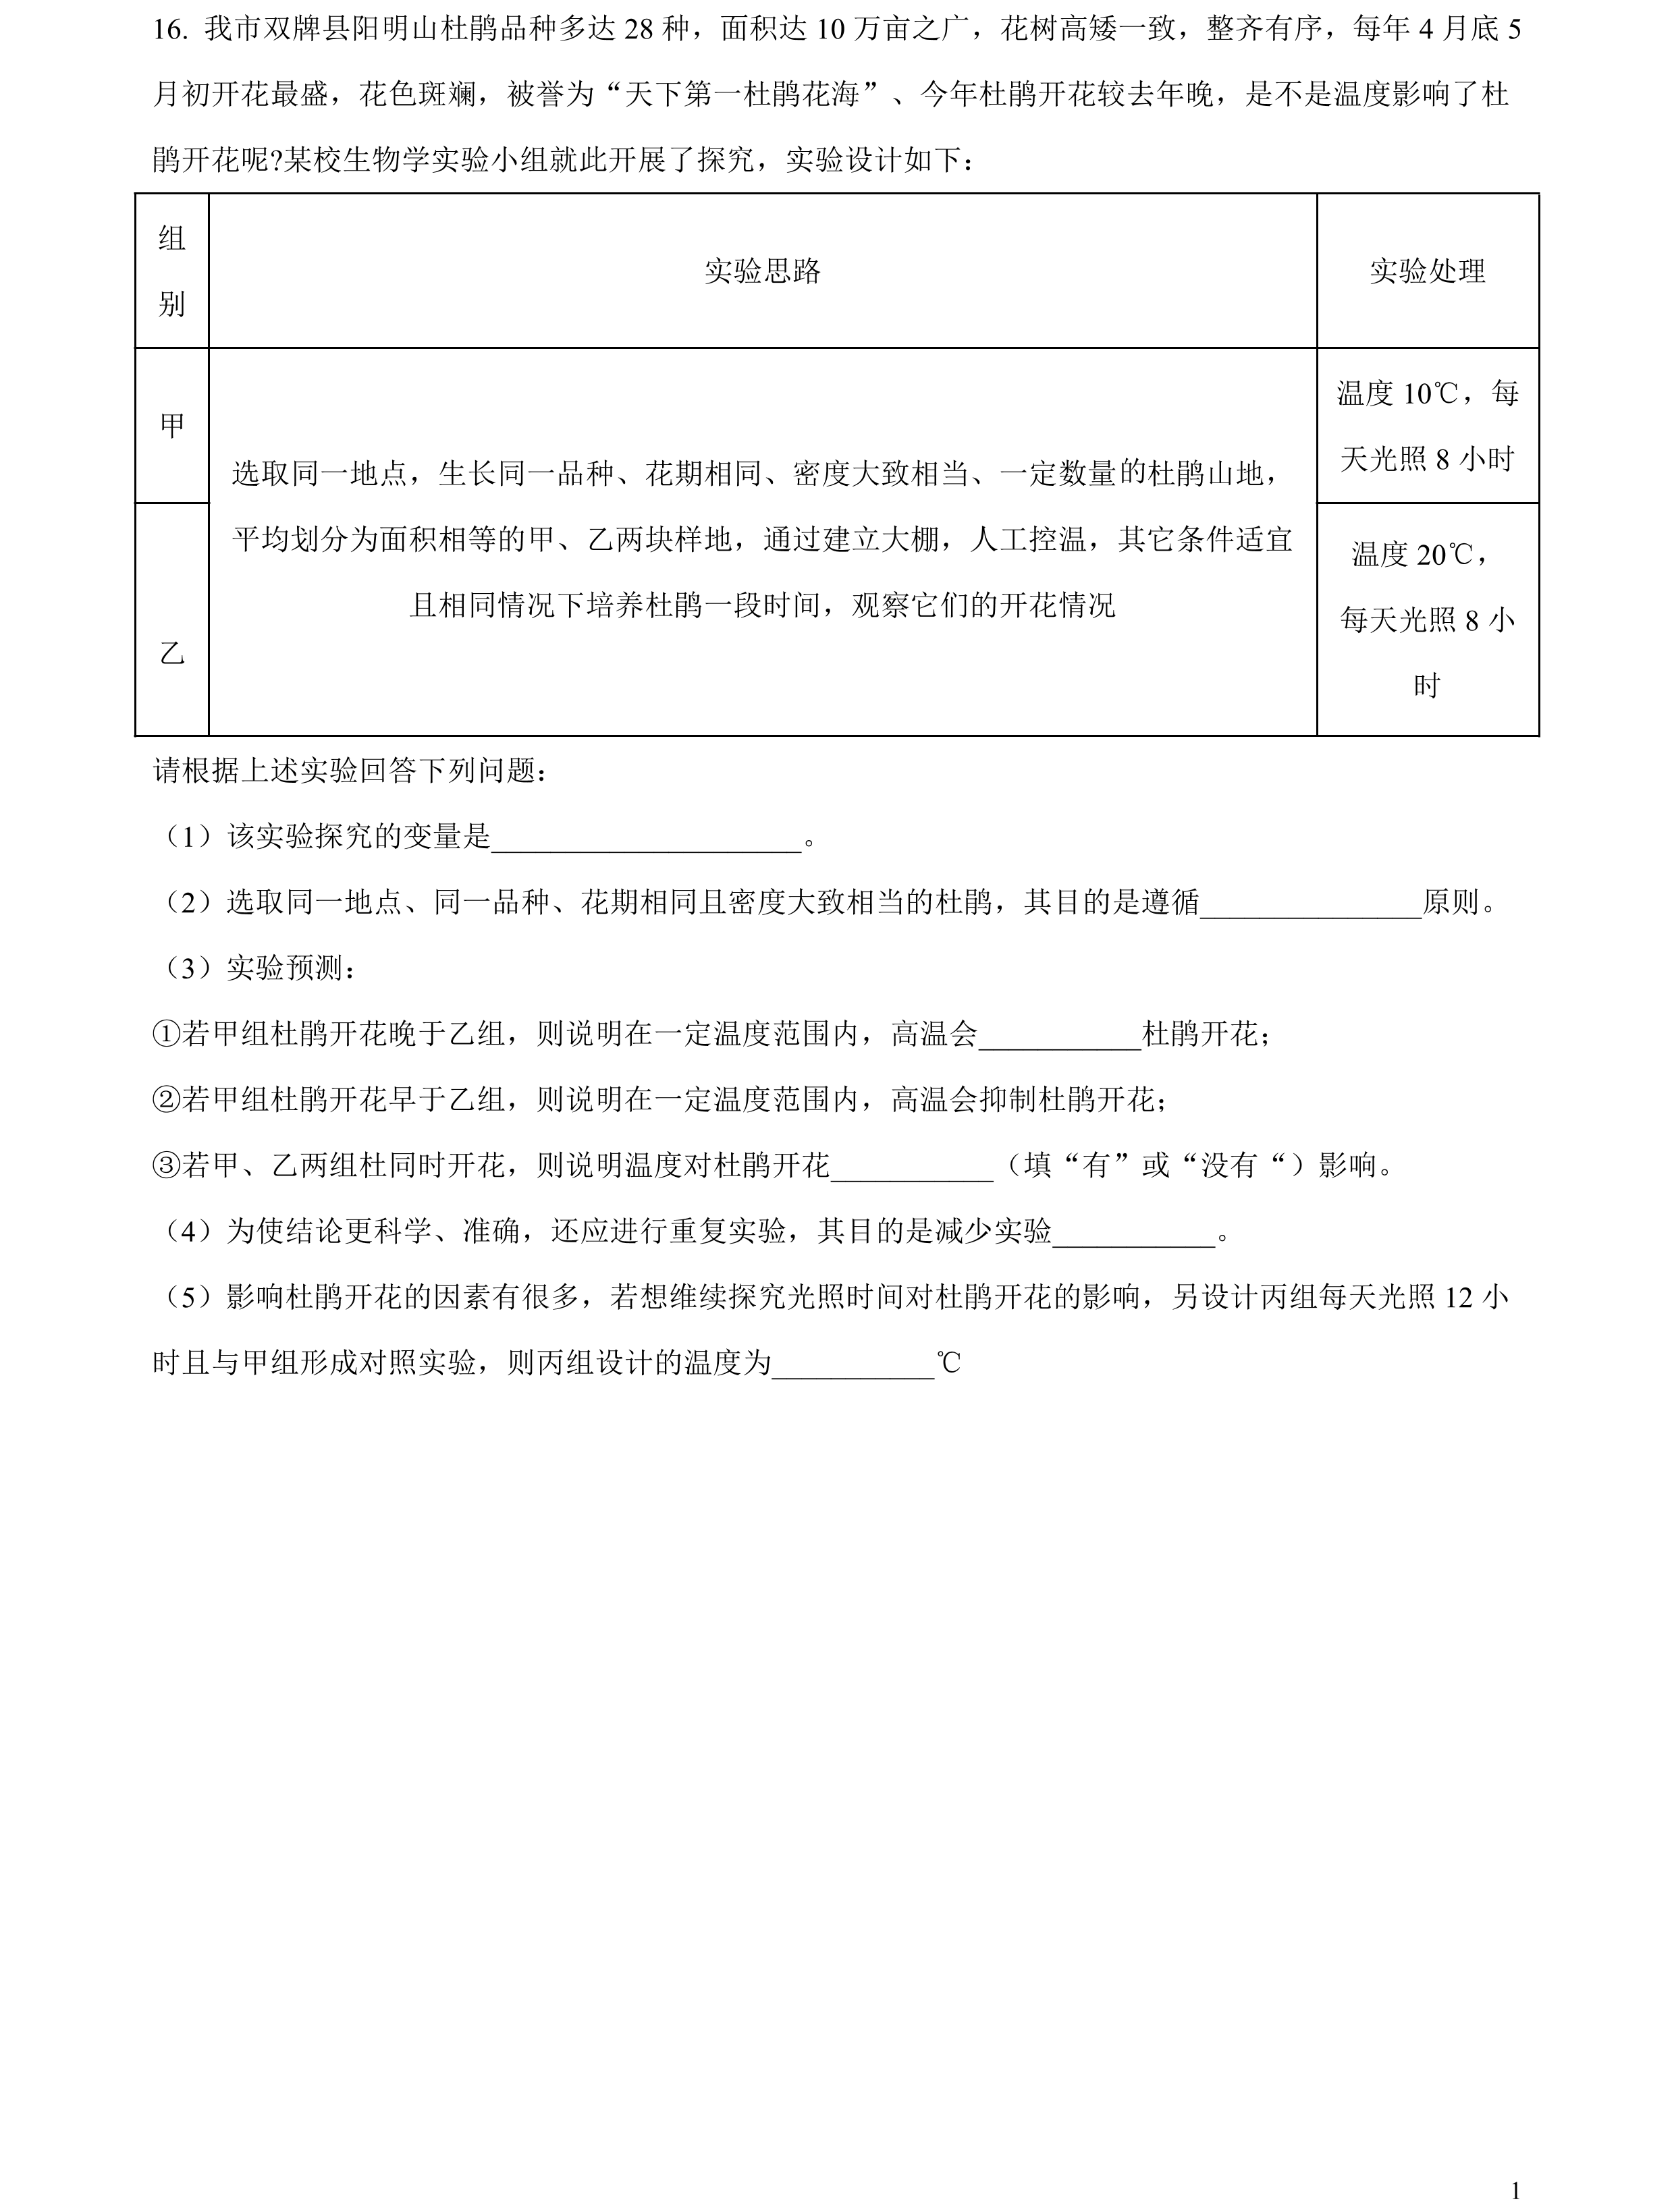 16. 我市双牌县阳明山杜鹃品种多达 28 种，面积达 10 万亩之广，花树高矮一致，整齐有序，每年 4 月底 5
月初开花最盛，花色斑斓，被誉为“天下第一杜鹃花海”、今年杜鹃开花较去年晚，是不是温度影响了杜
鹃开花呢?某校生物学实验小组就此开展了探究，实验设计如下：
组
别
实验思路
实验处理
甲
选取同一地点，生长同一品种、花期相同、密度大致相当、一定数量的杜鹃山地，
平均划分为面积相等的甲、乙两块样地，通过建立大棚，人工控温，其它条件适宜
且相同情况下培养杜鹃一段时间，观察它们的开花情况
温度 10℃，每
天光照 8 小时
乙
温度 20℃，
每天光照 8 小
时
请根据上述实验回答下列问题：
（1）该实验探究的变量是_____________________。
（2）选取同一地点、同一品种、花期相同且密度大致相当的杜鹃，其目的是遵循_______________原则。
（3）实验预测：
①若甲组杜鹃开花晚于乙组，则说明在一定温度范围内，高温会___________杜鹃开花；
②若甲组杜鹃开花早于乙组，则说明在一定温度范围内，高温会抑制杜鹃开花；
③若甲、乙两组杜同时开花，则说明温度对杜鹃开花___________（填“有”或“没有“）影响。
（4）为使结论更科学、准确，还应进行重复实验，其目的是减少实验___________。
（5）影响杜鹃开花的因素有很多，若想维续探究光照时间对杜鹃开花的影响，另设计丙组每天光照 12 小
时且与甲组形成对照实验，则丙组设计的温度为___________℃
1